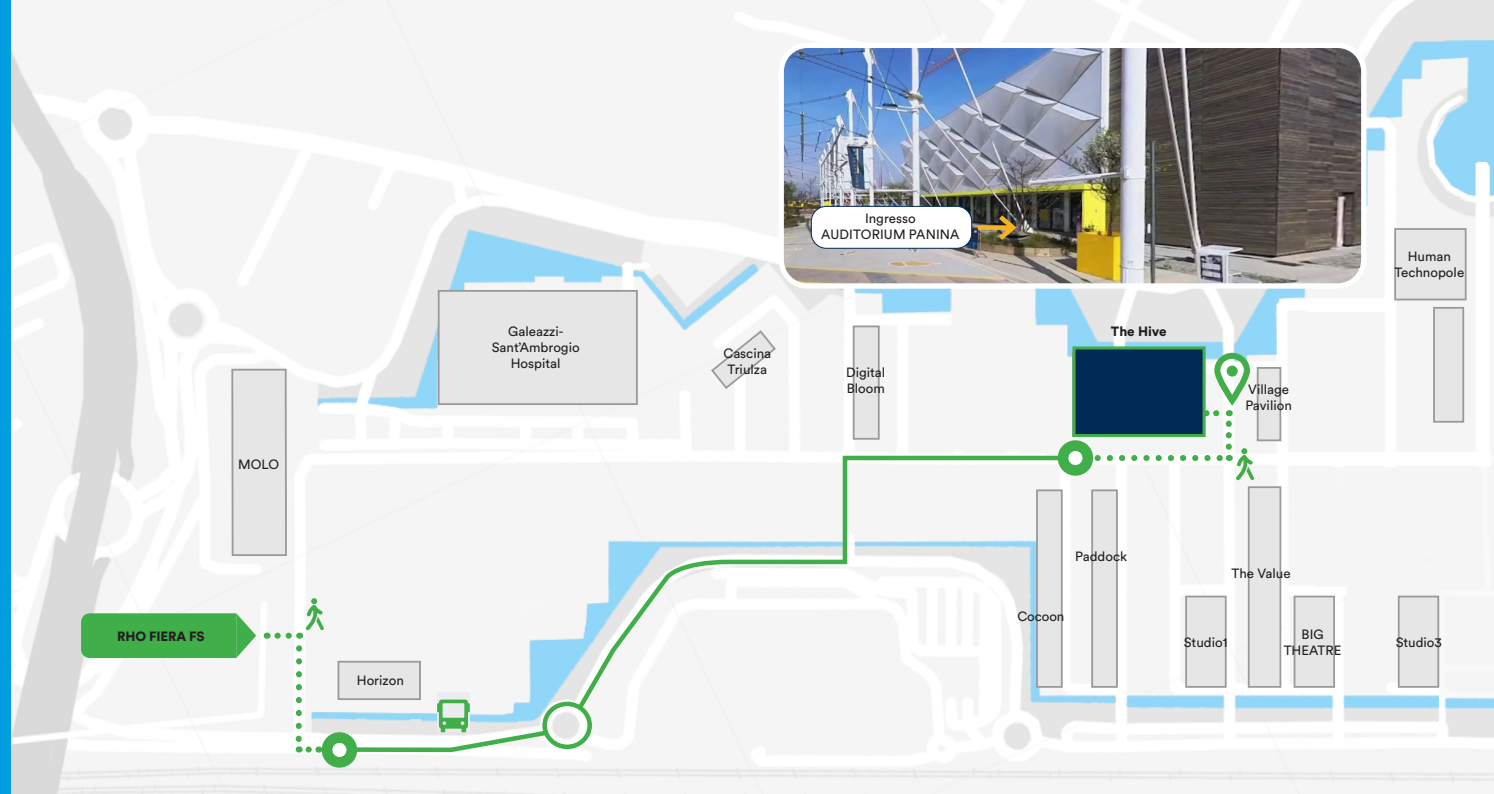 Ingresso
AUDITORIUM PANINA
Human
Technopole
Galeazzi-
Sant'Ambrogio
Hospital
The Hive
Cascina
Triulza
Digital
Bloom
Village
Pavilion
MOLO
Paddock
The Value
Cocoon
RHO FIERA FS
Studio1
BIG
THEATRE
Studio3
Horizon